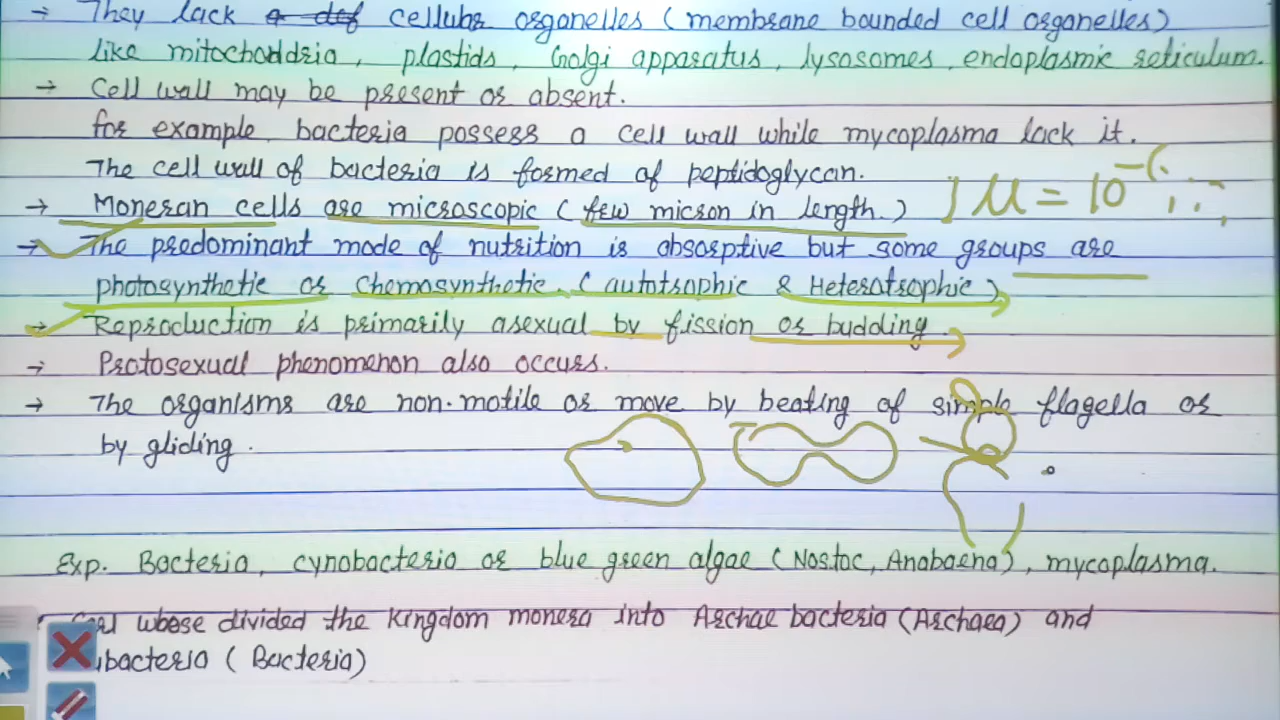 → They lack a def cellular organelles (membrane bounded cell organelles)
like mitochondria, plastids, Golgi apparatus, lysosomes, endoplasmic reticulum.
→ Cell wall may be present or absent.
for example, bacteria possess a cell wall while mycoplasma lack it.
The cell wall of bacteria is formed of peptidoglycan.
→ Moneran cells are microscopic (few micron in length.) 1 μ = 10
→ The predominant mode of nutrition is absorptive but some groups are
photosynthetic or chemosynthetic. (autotrophic & Heterotrophic)
→ Reproduction is primarily asexual by fission or budding.
→ Protosexual phenomenon also occurs.
→ The organisms are non-motile or move by beating of simple flagella or
by gliding.
Exp. Bacteria, cynobacteria or blue green algae (Nostoc, Anabaena), mycoplasma.
whose divided the Kingdom monera into Archae bacteria (Archaea) and
(Bacteria)